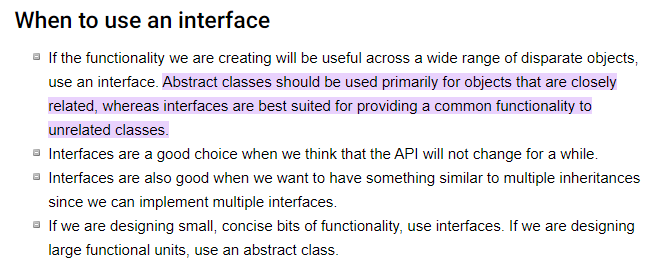 When to use an interface
If the functionality we are creating will be useful across a wide range of disparate objects,
use an interface. Abstract classes should be used primarily for objects that are closely
related, whereas interfaces are best suited for providing a common functionality to
unrelated classes.
Interfaces are a good choice when we think that the API will not change for a while.
Interfaces are also good when we want to have something similar to multiple inheritances
since we can implement multiple interfaces.
If we are designing small, concise bits of functionality, use interfaces. If we are designing
large functional units, use an abstract class.